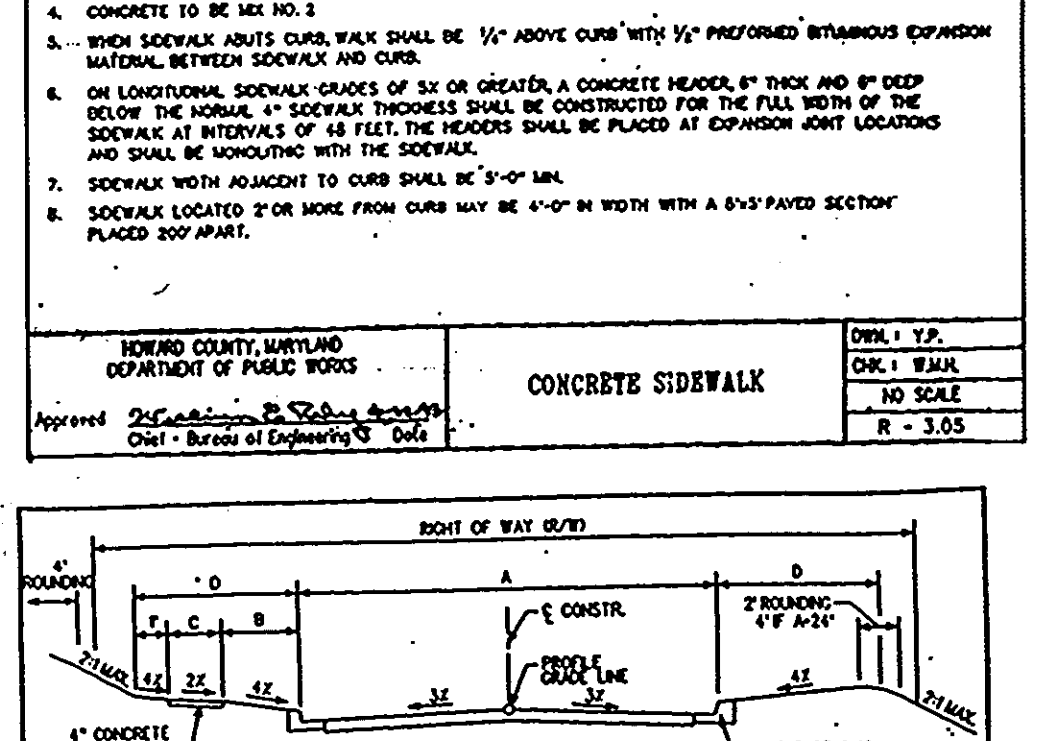 4. CONCRETE TO BE MIX NO. 2
5. WHEN SIDEWALK ABUTS CURB, WALK SHALL BE 1/4" ABOVE CURB WITH 1/2" PREFORMED BITUMINOUS EXPANSION
MATERIAL BETWEEN SIDEWALK AND CURB.
6. ON LONGITUDINAL SIDEWALK GRADES OF 5% OR GREATER, A CONCRETE HEADER, 6" THICK AND 6" DEEP
BELOW THE NORMAL 4" SIDEWALK THICKNESS SHALL BE CONSTRUCTED FOR THE FULL WIDTH OF THE
SIDEWALK AT INTERVALS OF 48 FEET. THE HEADERS SHALL BE PLACED AT EXPANSION JOINT LOCATIONS
AND SHALL BE MONOLITHIC WITH THE SIDEWALK.
7. SIDEWALK WIDTH ADJACENT TO CURB SHALL BE 5'-0" MIN.
8. SIDEWALK LOCATED 2' OR MORE FROM CURB MAY BE 4'-0" IN WIDTH WITH A 5'x5' PAVED SECTION
PLACED 200' APART.
HOWARD COUNTY, MARYLAND
DEPARTMENT OF PUBLIC WORKS
Approved
Chief - Bureau of Engineering Date
CONCRETE SIDEWALK
DWN.: Y.P.
CHK.: W.M.R.
NO SCALE
R - 3.05
RIGHT OF WAY (R/W)
4'
ROUNDING
D
A
D
F C B
℄ CONSTR.
2' ROUNDING
4' IF A=24'
PROFILE
GRADE LINE
2:1 MAX.
4% 2% 4%
3%
3%
4%
2:1 MAX.
4" CONCRETE